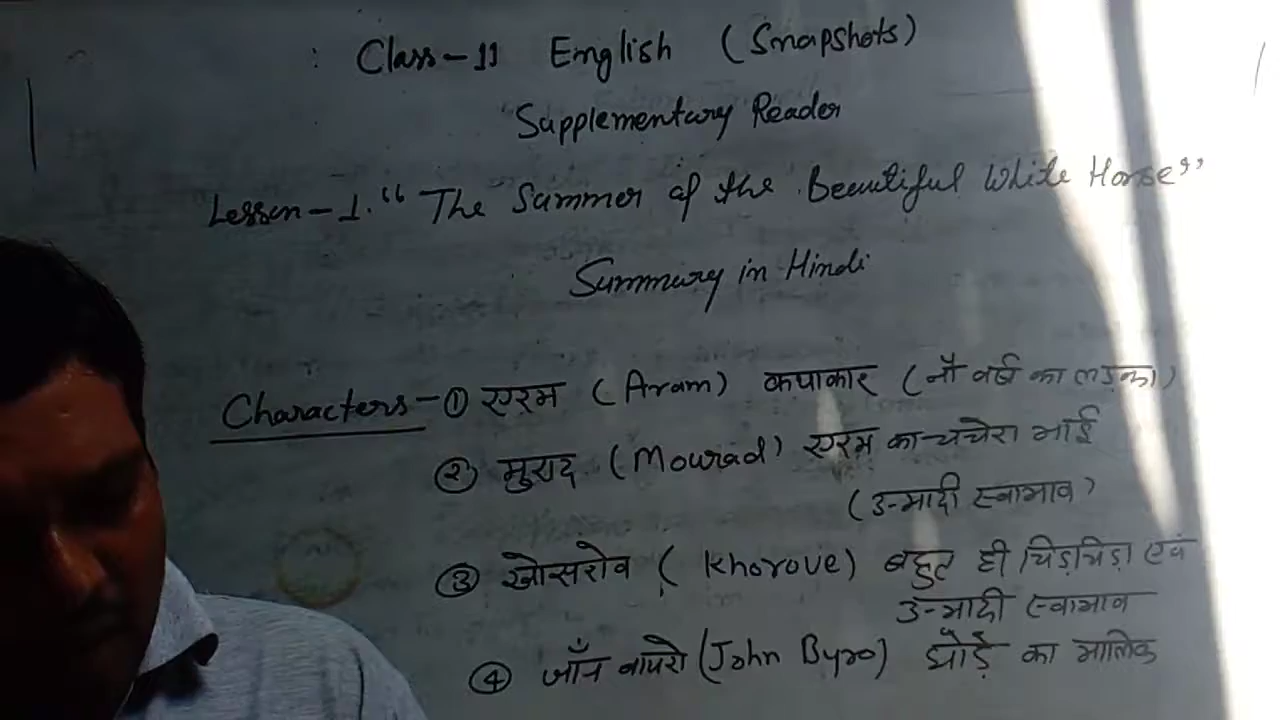 Class-11 English (Snapshots)
Supplementary Reader
Lesson-1. "The Summer of the Beautiful White Horse"
Summary in Hindi
Characters - ① एरम (Aram) कथाकार (नौ वर्ष का लड़का)
② मुराद (Mourad) एरम का चचेरा भाई
(उन्मादी स्वाभाव)
③ खोसरोव (Khorove) बहुत ही चिड़चिड़ा एवं
उन्मादी स्वाभाव
④ जॉन बायरो (John Byro) घोड़े का मालिक